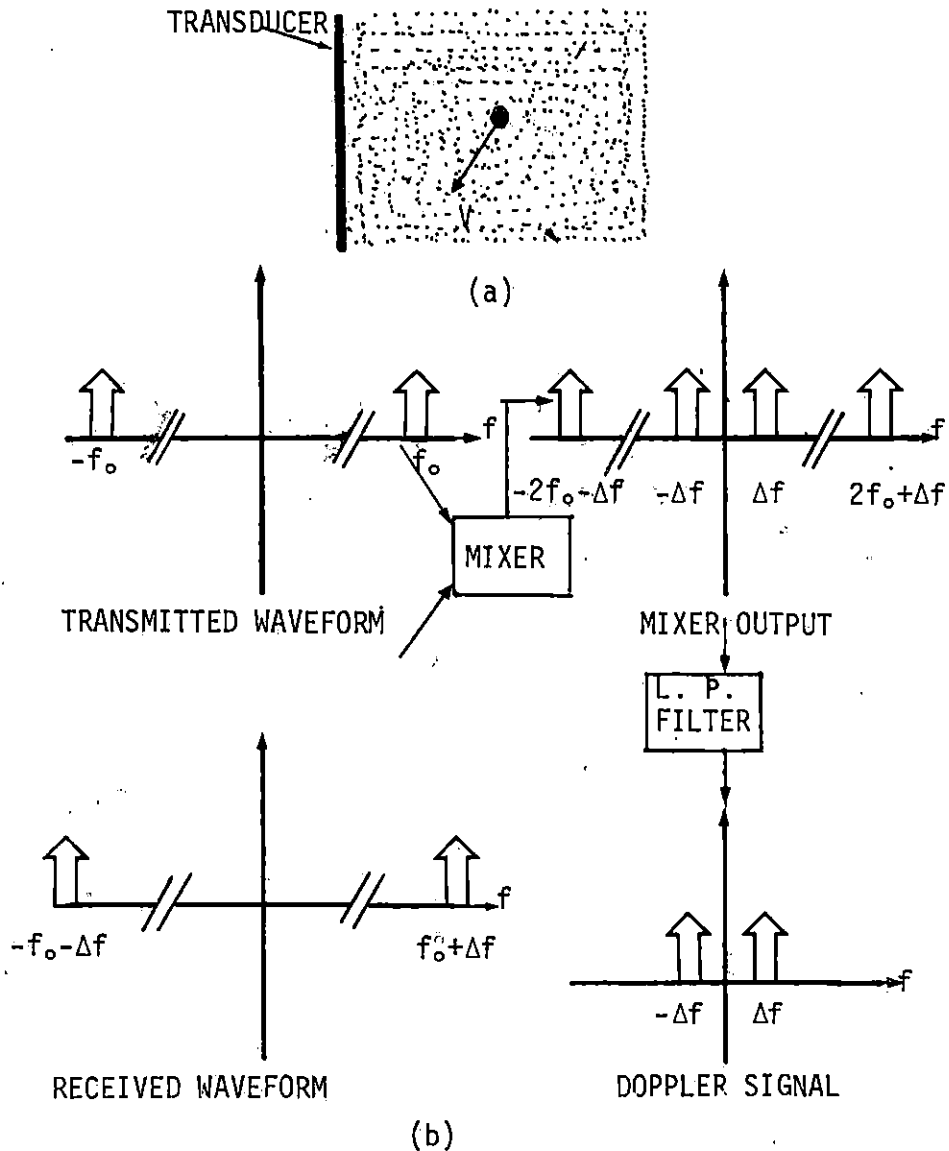 TRANSDUCER
V
(a)
-f₀
f₀
f
-2f₀-Δf
-Δf
Δf
2f₀+Δf
f
MIXER
TRANSMITTED WAVEFORM
MIXER OUTPUT
L. P.
FILTER
-f₀-Δf
f₀+Δf
f
-Δf
Δf
f
RECEIVED WAVEFORM
DOPPLER SIGNAL
(b)